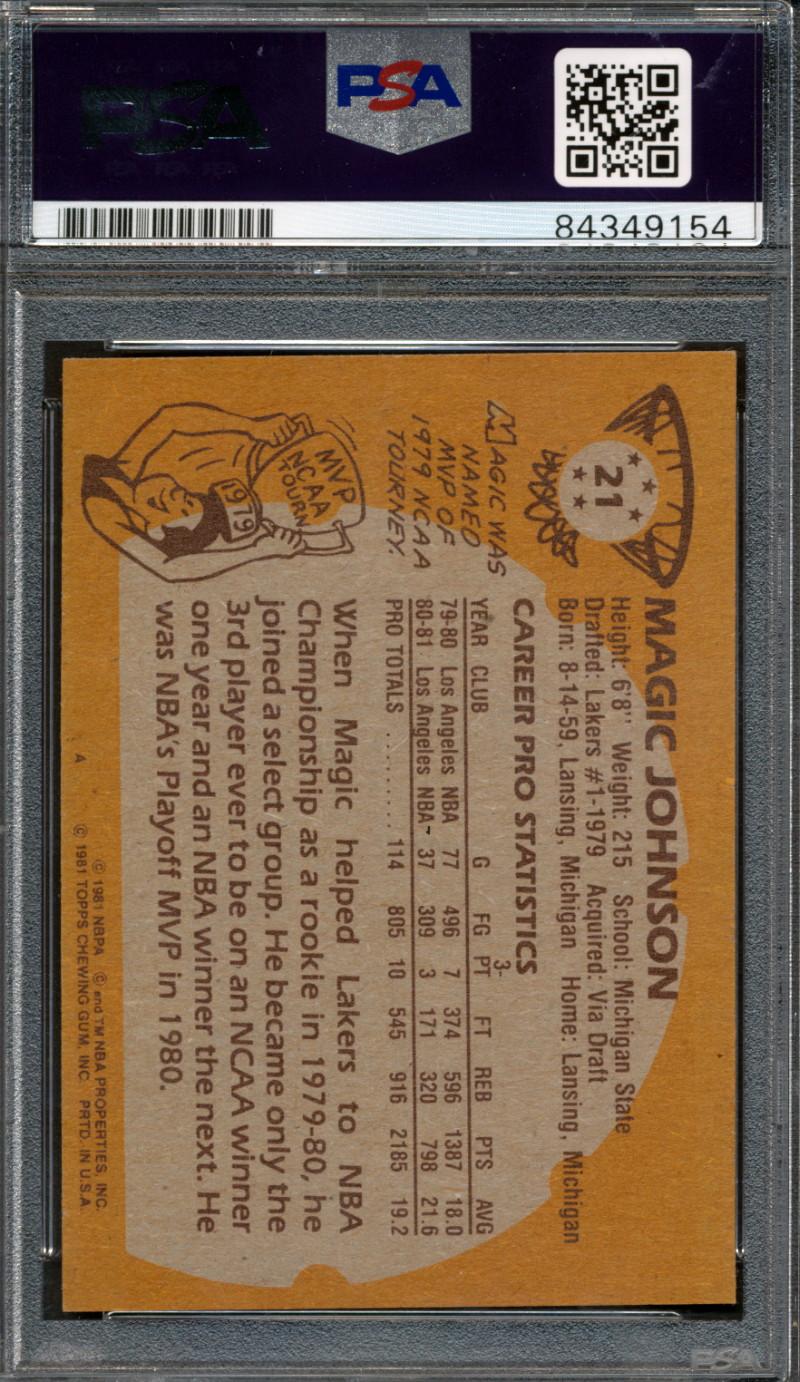 PSA
PSA
84349154
21
MAGIC JOHNSON
Height: 6'8" Weight: 215 School: Michigan State
Drafted: Lakers #1-1979 Acquired: Via Draft
Born: 8-14-59, Lansing, Michigan Home: Lansing, Michigan
MAGIC WAS
NAMED
MVP OF
1979 NCAA
TOURNEY.
MVP
NCAA
TOURN
1979
CAREER PRO STATISTICS
YEAR CLUB G FG 3-PT FT REB PTS AVG
79-80 Los Angeles NBA 77 496 7 374 596 1387 18.0
80-81 Los Angeles NBA 37 309 3 171 320 798 21.6
PRO TOTALS ......... 114 805 10 545 916 2185 19.2
When Magic helped Lakers to NBA
Championship as a rookie in 1979-80, he
joined a select group. He became only the
3rd player ever to be on an NCAA winner
one year and an NBA winner the next. He
was NBA's Playoff MVP in 1980.
© 1981 NBPA © and TM NBA PROPERTIES, INC.
A © 1981 TOPPS CHEWING GUM, INC. PRTD. IN U.S.A.
PSA